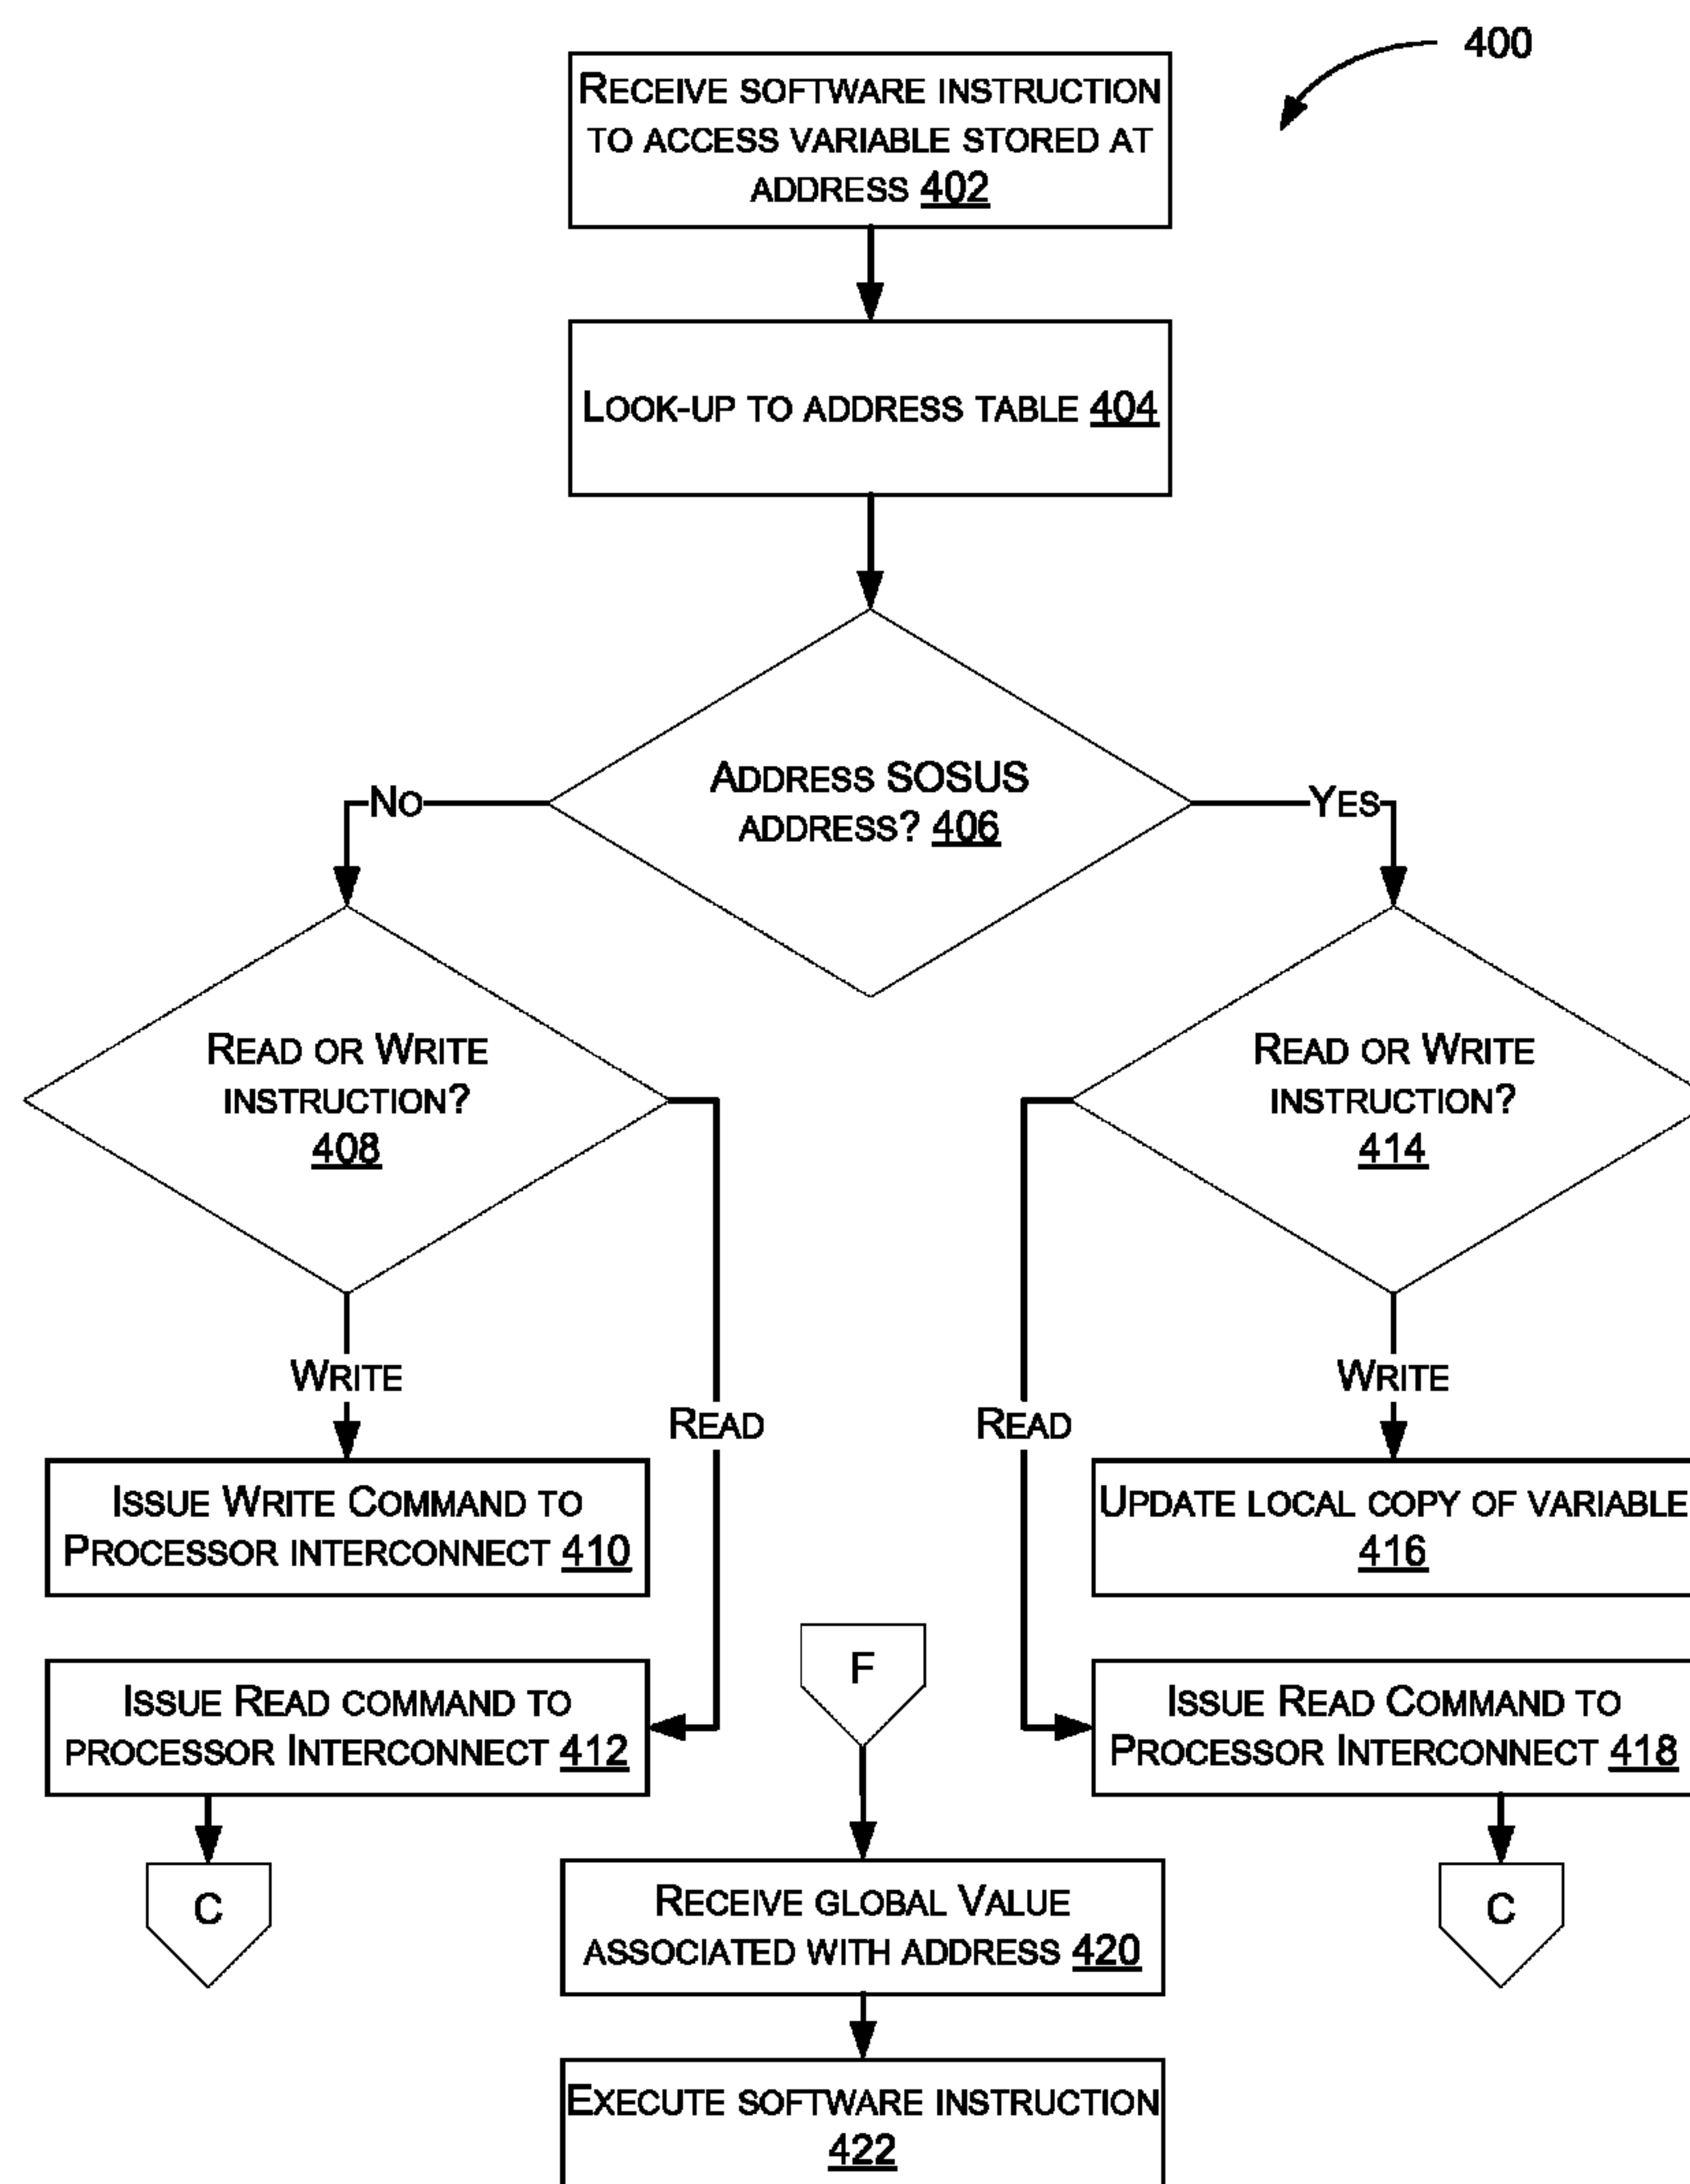 400
RECEIVE SOFTWARE INSTRUCTION
TO ACCESS VARIABLE STORED AT
ADDRESS 402
LOOK-UP TO ADDRESS TABLE 404
ADDRESS SOSUS
ADDRESS? 406
NO
YES
READ OR WRITE
INSTRUCTION?
408
READ OR WRITE
INSTRUCTION?
414
WRITE
READ
READ
WRITE
ISSUE WRITE COMMAND TO
PROCESSOR INTERCONNECT 410
UPDATE LOCAL COPY OF VARIABLE
416
F
ISSUE READ COMMAND TO
PROCESSOR INTERCONNECT 412
ISSUE READ COMMAND TO
PROCESSOR INTERCONNECT 418
C
C
RECEIVE GLOBAL VALUE
ASSOCIATED WITH ADDRESS 420
EXECUTE SOFTWARE INSTRUCTION
422